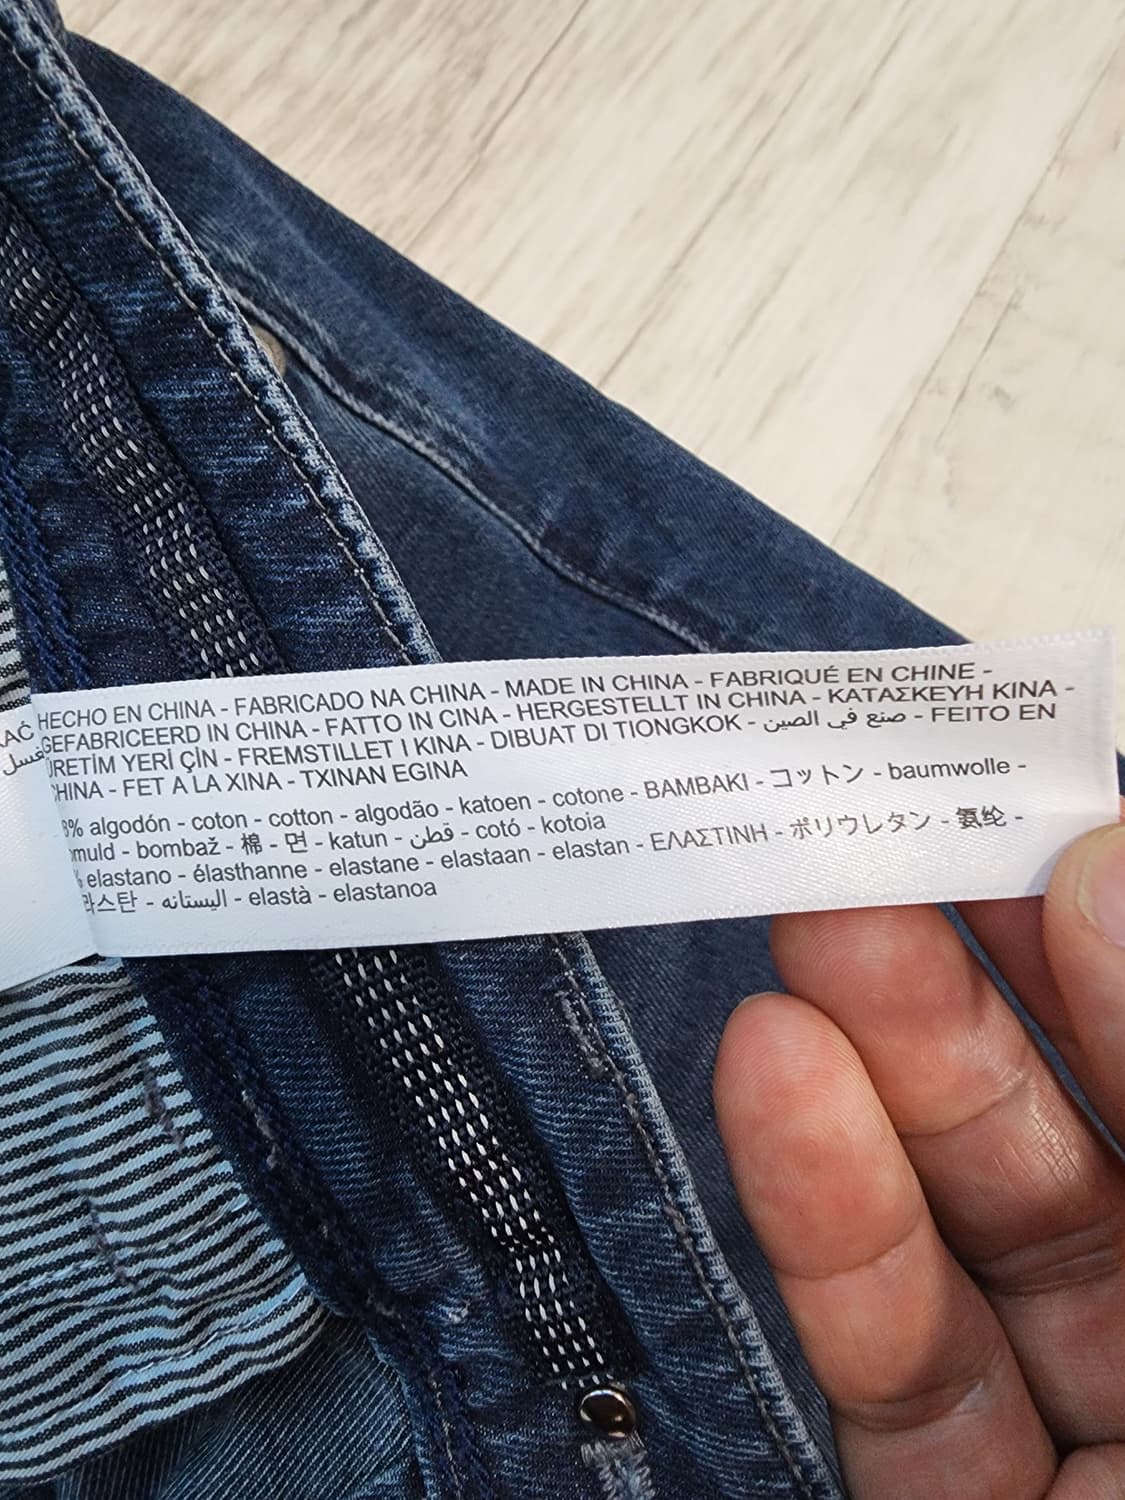 HECHO EN CHINA - FABRICADO NA CHINA - MADE IN CHINA - FABRIQUÉ EN CHINE -
GEFABRICEERD IN CHINA - FATTO IN CINA - HERGESTELLT IN CHINA - ΚΑΤΑΣΚΕΥΗ ΚΙΝΑ -
ÜRETİM YERİ ÇİN - FREMSTILLET I KINA - DIBUAT DI TIONGKOK - صنع في الصين - FEITO EN
CHINA - FET A LA XINA - TXINAN EGINA
8% algodón - coton - cotton - algodão - katoen - cotone - BAMBAKI - コットン - baumwolle -
bomuld - bombaž - 棉 - 면 - katun - قطن - cotó - kotoia
% elastano - élasthanne - elastane - elastaan - elastan - ΕΛΑΣΤΙΝΗ - ポリウレタン - 氨纶 -
라스탄 - اليستانه - elastà - elastanoa